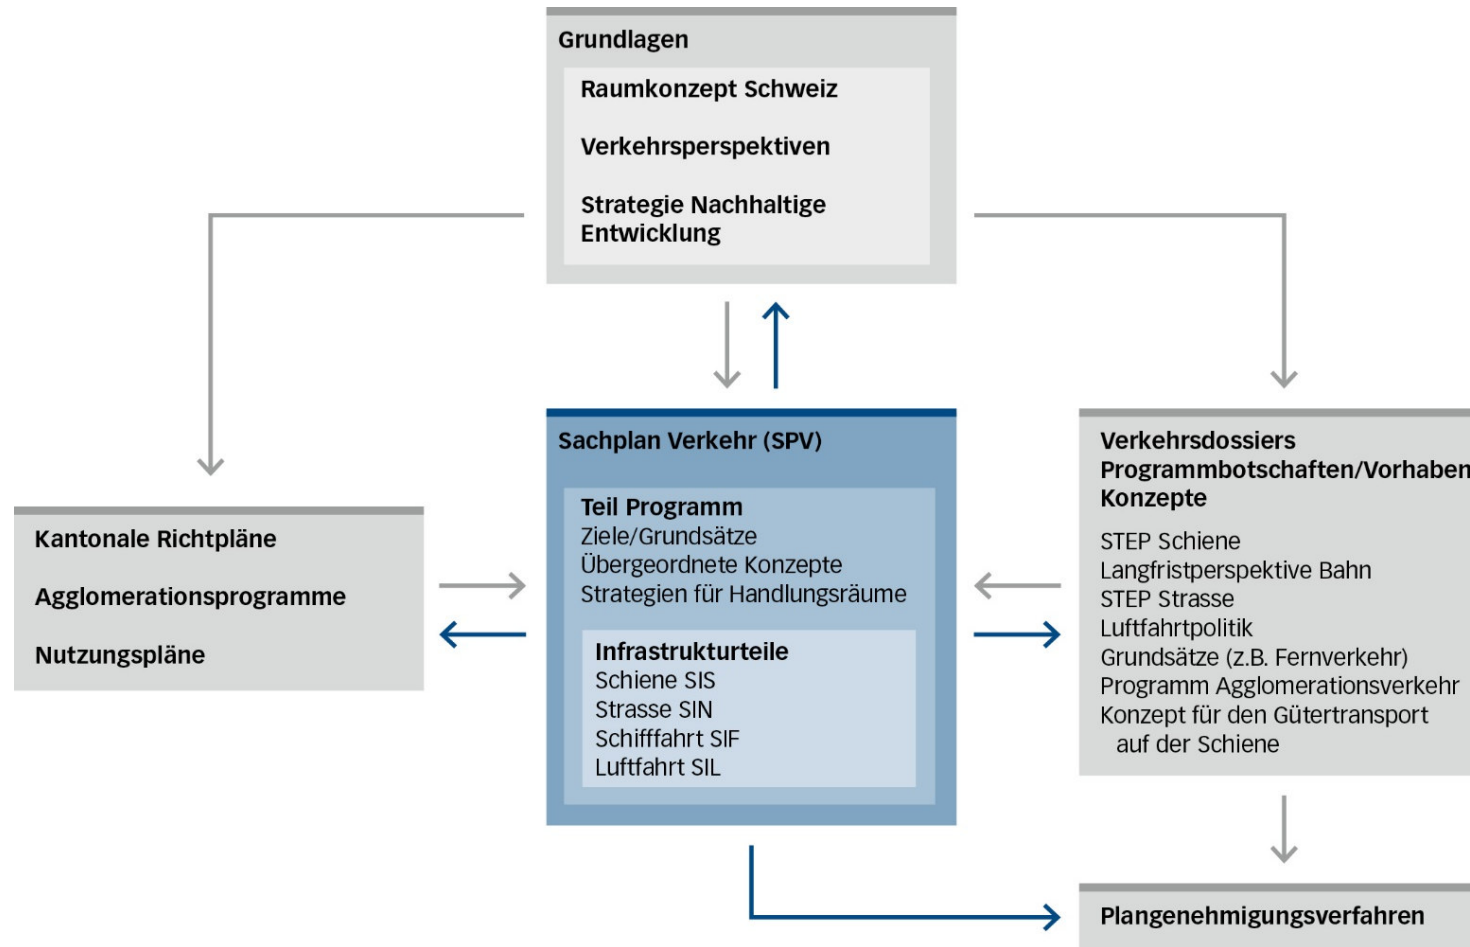 Grundlagen
Raumkonzept Schweiz
Verkehrsperspektiven
Strategie Nachhaltige
Entwicklung
Sachplan Verkehr (SPV)
Teil Programm
Ziele/Grundsätze
Übergeordnete Konzepte
Strategien für Handlungsräume
Infrastrukturteile
Schiene SIS
Strasse SIN
Schifffahrt SIF
Luftfahrt SIL
Kantonale Richtpläne
Agglomerationsprogramme
Nutzungspläne
Verkehrsdossiers
Programmbotschaften/Vorhaben
Konzepte
STEP Schiene
Langfristperspektive Bahn
STEP Strasse
Luftfahrtpolitik
Grundsätze (z.B. Fernverkehr)
Programm Agglomerationsverkehr
Konzept für den Gütertransport
auf der Schiene
Plangenehmigungsverfahren